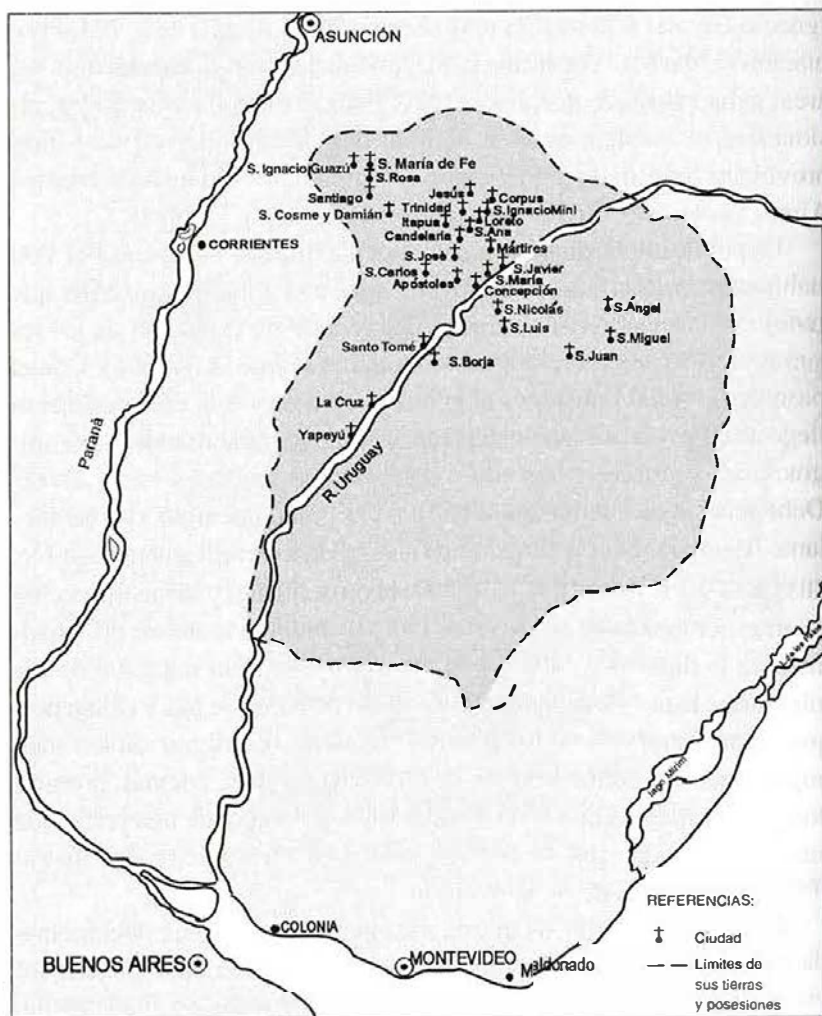 ASUNCIÓN
S. Ignacio Guazú
S. María de Fe
S. Rosa
Santiago
Jesús
Corpus
Trinidad
S. Ignacio Miní
S. Cosme y Damián
Itapua
Loreto
S. Ana
Candelaria
CORRIENTES
Mártires
S. José
S. Carlos
S. Javier
Apóstoles
S. María
Concepción
S. Nicolás
S. Ángel
S. Luis
S. Miguel
Santo Tomé
S. Borja
S. Juan
La Cruz
Yapeyú
Paraná
R. Uruguay
lago Mirim
COLONIA
BUENOS AIRES
MONTEVIDEO
Maldonado
REFERENCIAS:
Ciudad
Limites de
sus tierras
y posesiones